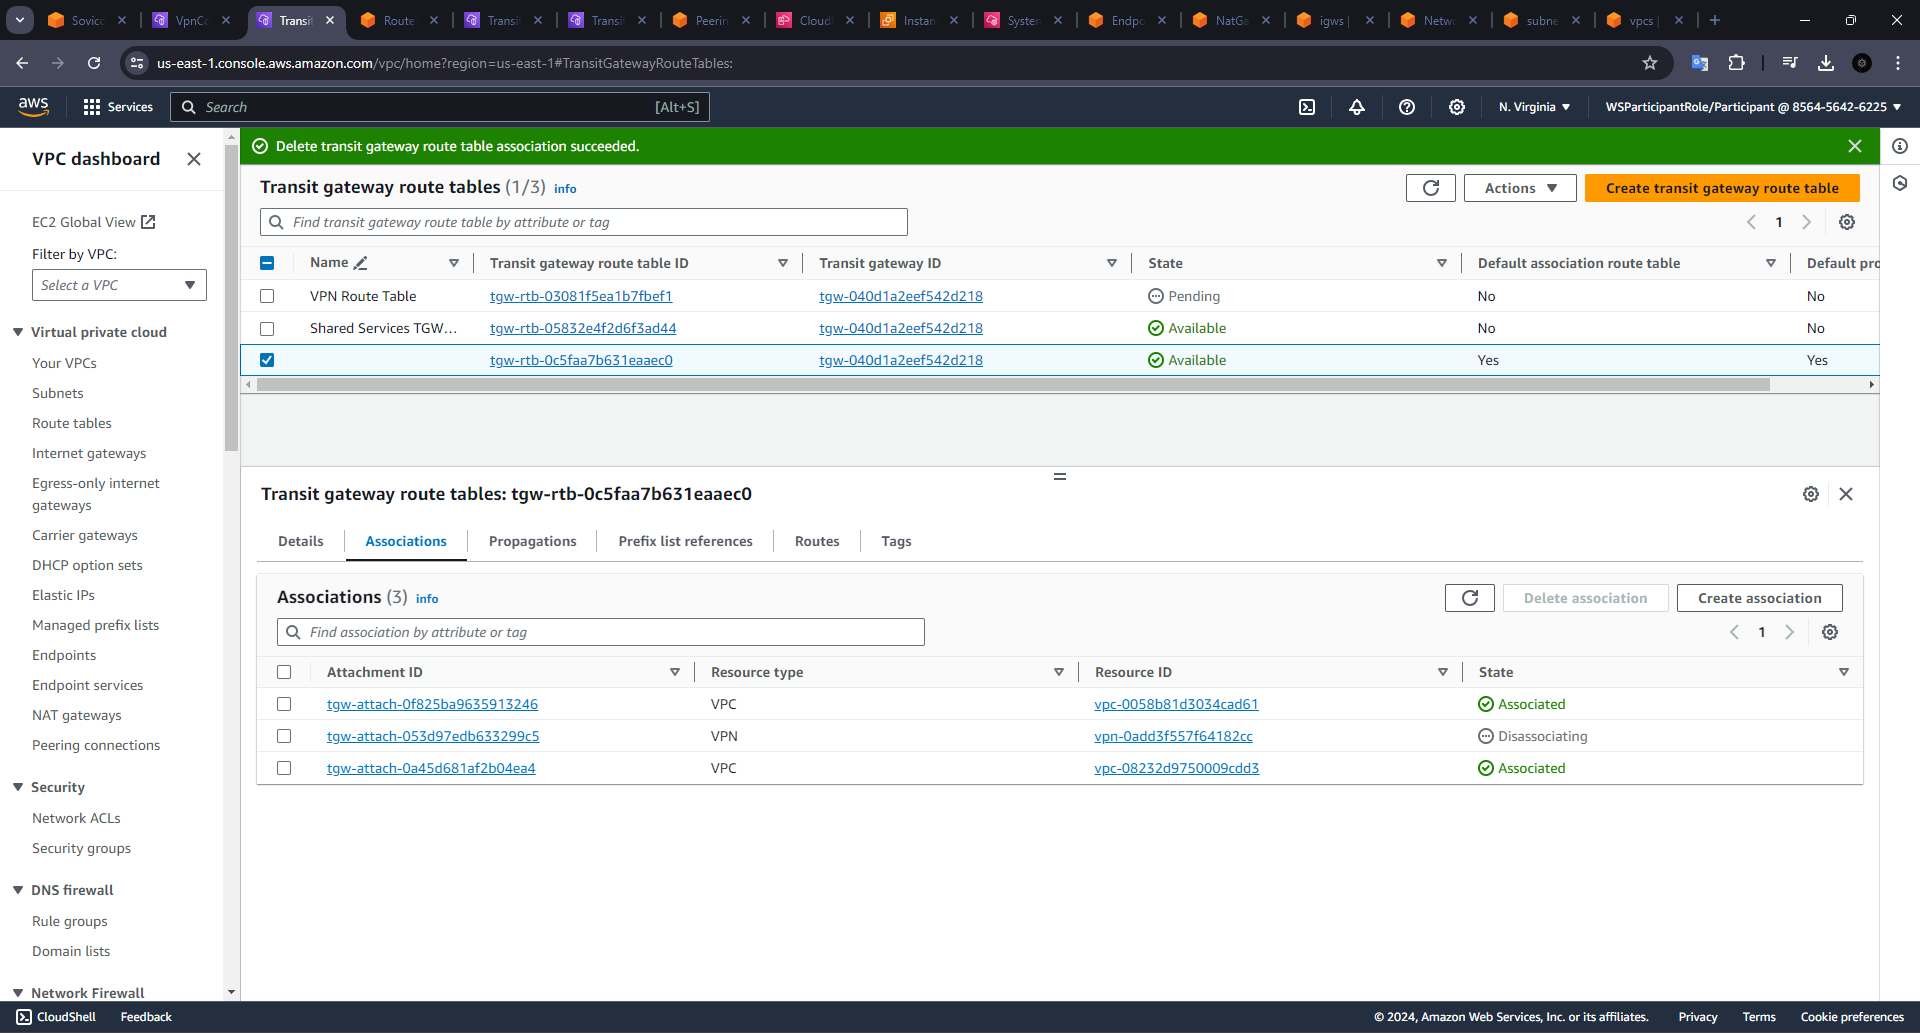 Sovico
VpnCo
Transit
Route
Transit
Transit
Peerin
Cloud
Instan
System
Endpo
NatGa
igws |
Netwo
subne
vpcs |
us-east-1.console.aws.amazon.com/vpc/home?region=us-east-1#TransitGatewayRouteTables:
aws
Services
Search
[Alt+S]
N. Virginia
WSParticipantRole/Participant @ 8564-5642-6225
VPC dashboard
EC2 Global View
Filter by VPC:
Select a VPC
Virtual private cloud
Your VPCs
Subnets
Route tables
Internet gateways
Egress-only internet
gateways
Carrier gateways
DHCP option sets
Elastic IPs
Managed prefix lists
Endpoints
Endpoint services
NAT gateways
Peering connections
Security
Network ACLs
Security groups
DNS firewall
Rule groups
Domain lists
Network Firewall
Delete transit gateway route table association succeeded.
Transit gateway route tables (1/3) info
Actions
Create transit gateway route table
Find transit gateway route table by attribute or tag
1
Name Transit gateway route table ID Transit gateway ID State Default association route table Default pro
VPN Route Table tgw-rtb-03081f5ea1b7fbef1 tgw-040d1a2eef542d218 Pending No No
Shared Services TGW... tgw-rtb-05832e4f2d6f3ad44 tgw-040d1a2eef542d218 Available No No
tgw-rtb-0c5faa7b631eaaec0 tgw-040d1a2eef542d218 Available Yes Yes
Transit gateway route tables: tgw-rtb-0c5faa7b631eaaec0
Details Associations Propagations Prefix list references Routes Tags
Associations (3) info
Delete association
Create association
Find association by attribute or tag
1
Attachment ID Resource type Resource ID State
tgw-attach-0f825ba9635913246 VPC vpc-0058b81d3034cad61 Associated
tgw-attach-053d97edb633299c5 VPN vpn-0add3f557f64182cc Disassociating
tgw-attach-0a45d681af2b04ea4 VPC vpc-08232d9750009cdd3 Associated
CloudShell Feedback
© 2024, Amazon Web Services, Inc. or its affiliates. Privacy Terms Cookie preferences